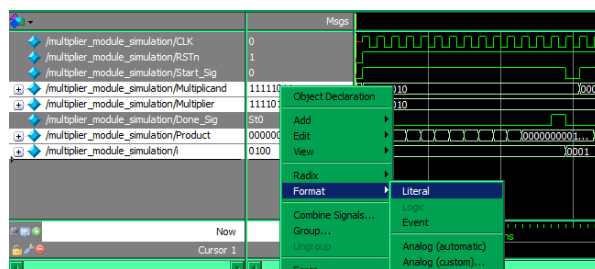 Msgs
/multiplier_module_simulation/CLK 0
/multiplier_module_simulation/RSTn 1
/multiplier_module_simulation/Start_Sig 0
/multiplier_module_simulation/Multiplicand 010 000
/multiplier_module_simulation/Multiplier 010
/multiplier_module_simulation/Done_Sig St0
/multiplier_module_simulation/Product 000000 0000000001...
/multiplier_module_simulation/i 0100 0001
Object Declaration
Add
Edit
View
Radix
Format
Combine Signals...
Group...
Ungroup
Literal
Logic
Event
Analog (automatic)
Analog (custom)...
Now
ns
Cursor 1